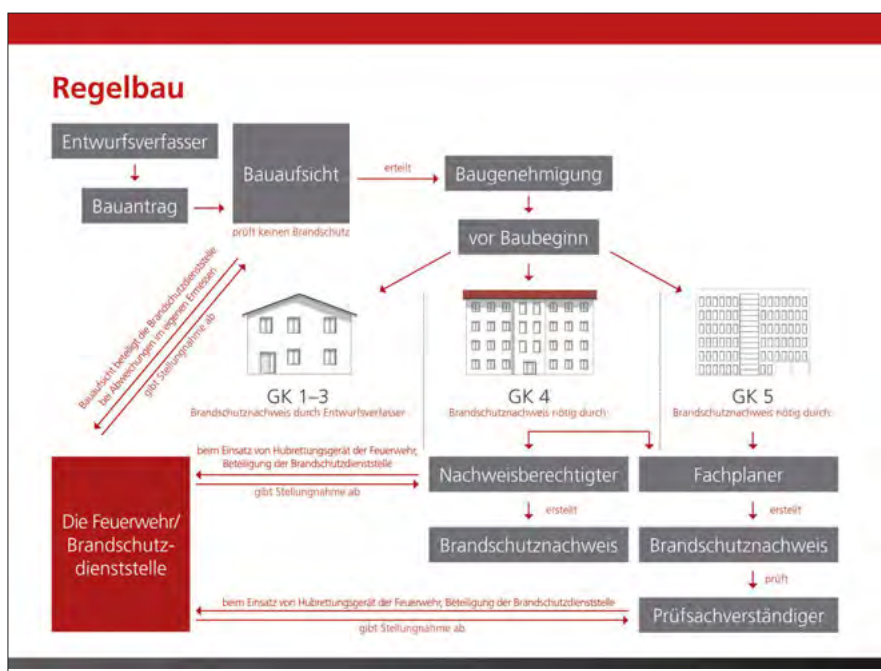 Regelbau
Entwurfsverfasser
Bauantrag
Bauaufsicht
prüft keinen Brandschutz
erteilt
Baugenehmigung
vor Baubeginn
Bauaufsicht beteiligt die Brandschutzdienststelle
bei Abweichungen im eigenen Ermessen
gibt Stellungnahme ab
GK 1–3
Brandschutznachweis durch Entwurfsverfasser
GK 4
Brandschutznachweis nötig durch:
GK 5
Brandschutznachweis nötig durch:
beim Einsatz von Hubrettungsgerät der Feuerwehr,
Beteiligung der Brandschutzdienststelle
gibt Stellungnahme ab
Nachweisberechtigter
Fachplaner
erstellt
erstellt
Die Feuerwehr/
Brandschutz-
dienststelle
Brandschutznachweis
Brandschutznachweis
prüft
beim Einsatz von Hubrettungsgerät der Feuerwehr, Beteiligung der Brandschutzdienststelle
gibt Stellungnahme ab
Prüfsachverständiger